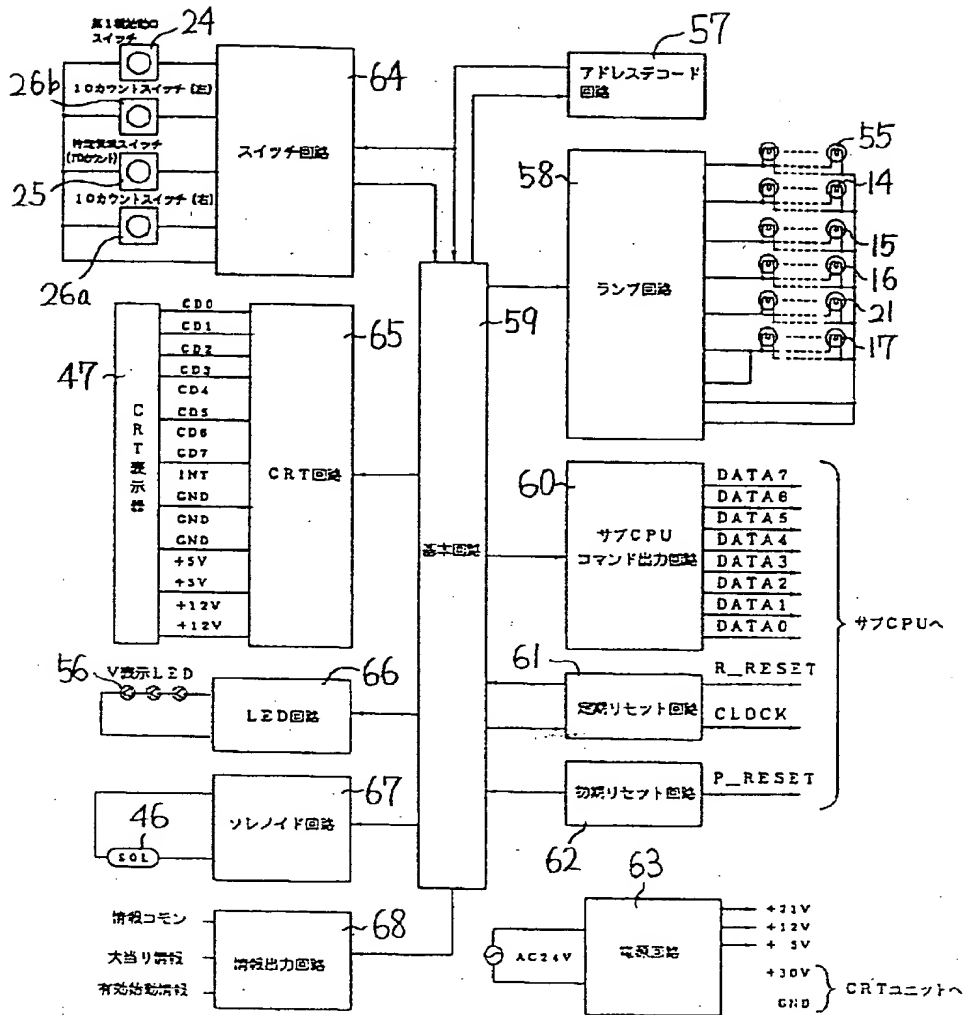 第1種始動口
スイッチ
24
26b
10カウントスイッチ(左)
特定領域スイッチ
(10カウント)
25
10カウントスイッチ(右)
26a
スイッチ回路
64
57
アドレスデコード
回路
58
ランプ回路
55
14
15
16
21
17
59
基本回路
47
CRT表示器
CD0
CD1
CD2
CD3
CD4
CD5
CD6
CD7
INT
GND
GND
GND
+5V
+5V
+12V
+12V
CRT回路
65
60
サブCPU
コマンド出力回路
DATA7
DATA6
DATA5
DATA4
DATA3
DATA2
DATA1
DATA0
サブCPUへ
56
V表示LED
LED回路
66
61
定期リセット回路
R_RESET
CLOCK
初期リセット回路
62
P_RESET
46
SOL
ソレノイド回路
67
情報コモン
大当り情報
有効始動情報
情報出力回路
68
63
AC24V
電源回路
+21V
+12V
+ 5V
+30V
GND
CRTユニットへ